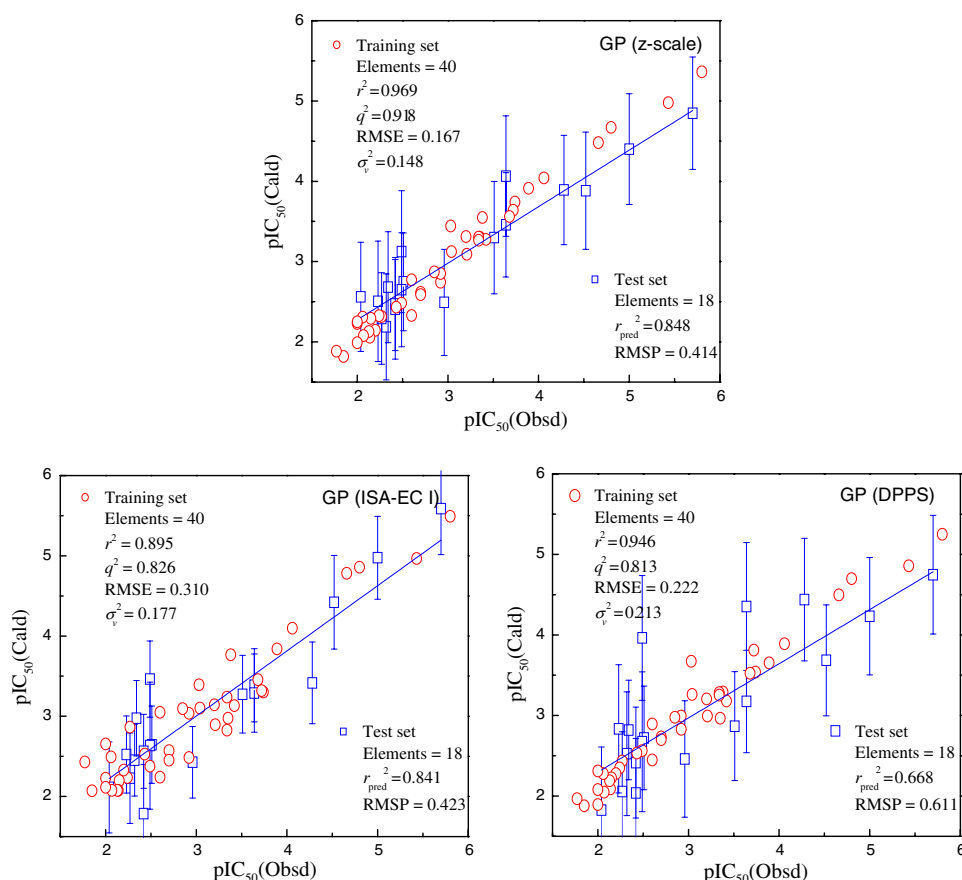 GP (z-scale)
Training set
Elements = 40
r² = 0.969
q² = 0.918
RMSE = 0.167
σᵥ² = 0.148
Test set
Elements = 18
r_pred² = 0.848
RMSP = 0.414
6
5
4
3
2
pIC₅₀(Cald)
2 3 4 5 6
pIC₅₀(Obsd)
GP (ISA-ECI)
Training set
Elements = 40
r² = 0.895
q² = 0.826
RMSE = 0.310
σᵥ² = 0.177
Test set
Elements = 18
r_pred² = 0.841
RMSP = 0.423
6
5
4
3
2
pIC₅₀(Cald)
2 3 4 5 6
pIC₅₀(Obsd)
GP (DPPS)
Training set
Elements = 40
r² = 0.946
q² = 0.813
RMSE = 0.222
σᵥ² = 0.213
Test set
Elements = 18
r_pred² = 0.668
RMSP = 0.611
6
5
4
3
2
pIC₅₀(Cald)
2 3 4 5 6
pIC₅₀(Obsd)